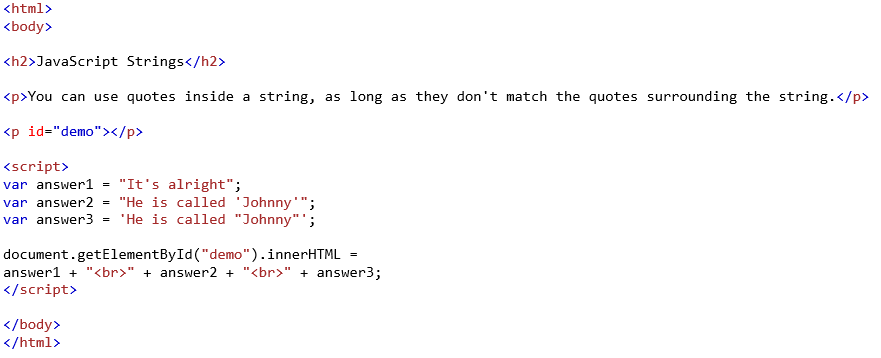 <html>
<body>
<h2>JavaScript Strings</h2>
<p>You can use quotes inside a string, as long as they don't match the quotes surrounding the string.</p>
<p id="demo"></p>
<script>
var answer1 = "It's alright";
var answer2 = "He is called 'Johnny'";
var answer3 = 'He is called "Johnny"';
document.getElementById("demo").innerHTML =
answer1 + "<br>" + answer2 + "<br>" + answer3;
</script>
</body>
</html>